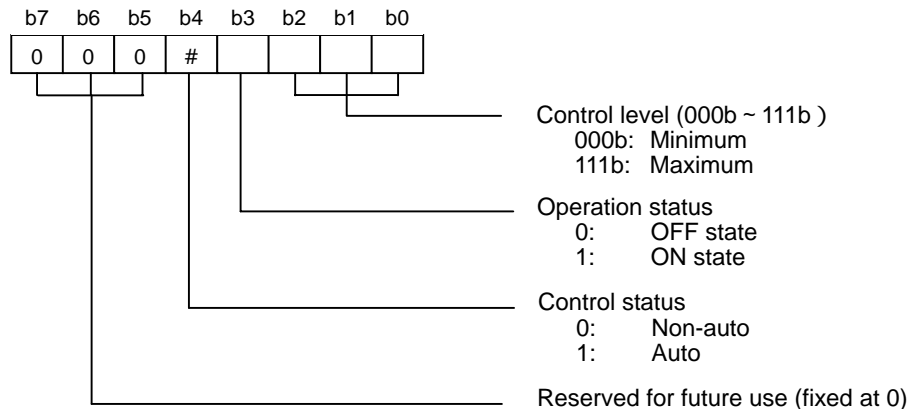 b7 b6 b5 b4 b3 b2 b1 b0
0 0 0 #
Control level (000b ~ 111b )
000b: Minimum
111b: Maximum
Operation status
0: OFF state
1: ON state
Control status
0: Non-auto
1: Auto
Reserved for future use (fixed at 0)